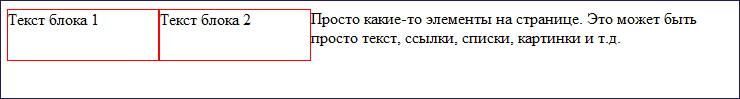 Текст блока 1
Текст блока 2
Просто какие-то элементы на странице. Это может быть
просто текст, ссылки, списки, картинки и т.д.